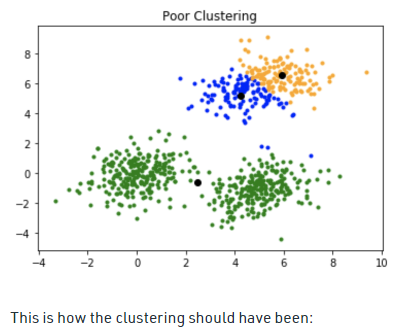 Poor Clustering
8
6
4
2
0
−2
−4
−4 −2 0 2 4 6 8 10
This is how the clustering should have been: